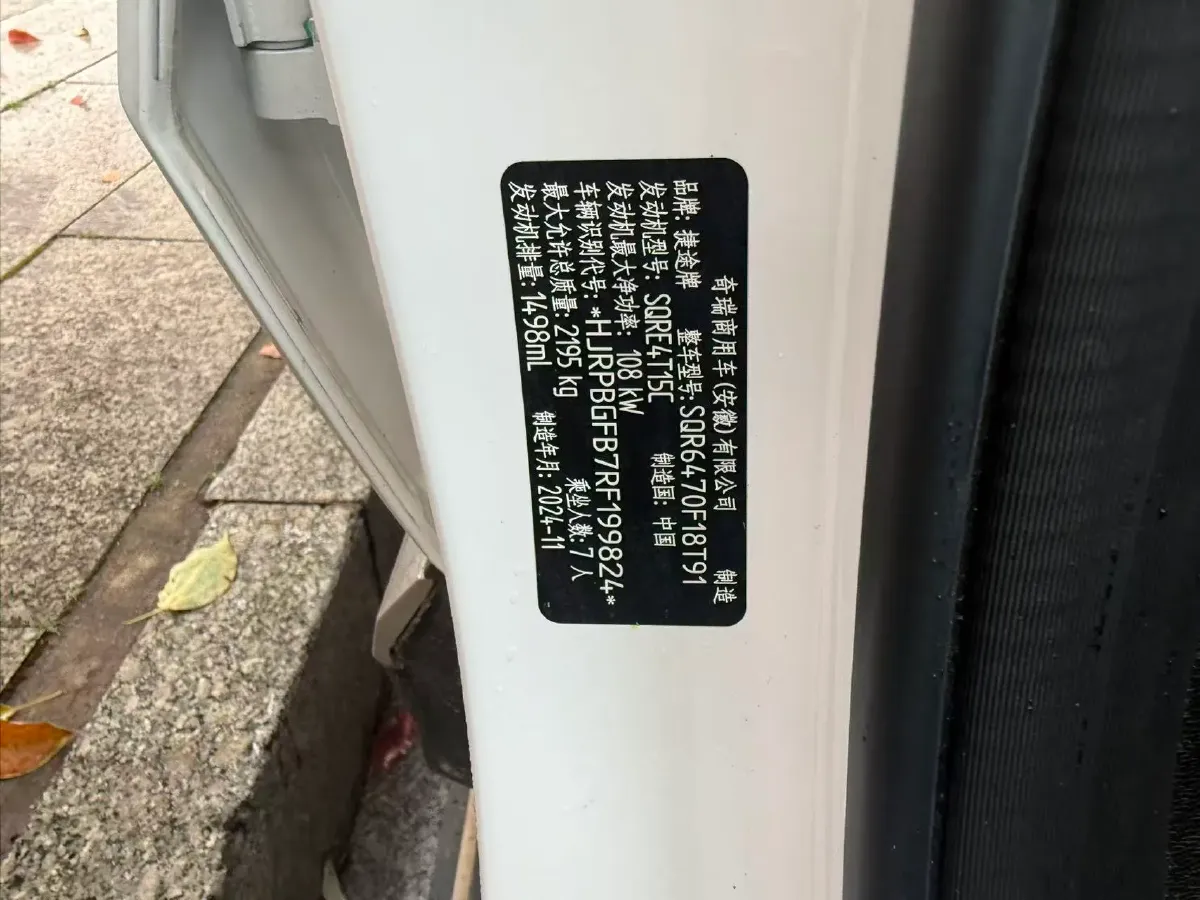 奇瑞商用车(安徽)有限公司 制造
品牌: 捷途牌 整车型号: SQR6470F18T91
发动机型号: SQRE4T15C 制造国: 中国
发动机最大净功率: 108 kW
车辆识别代号: *HJRPBGFB7RF199824*
最大允许总质量: 2195 kg 乘坐人数: 7 人
发动机排量: 1498mL 制造年月: 2024-11